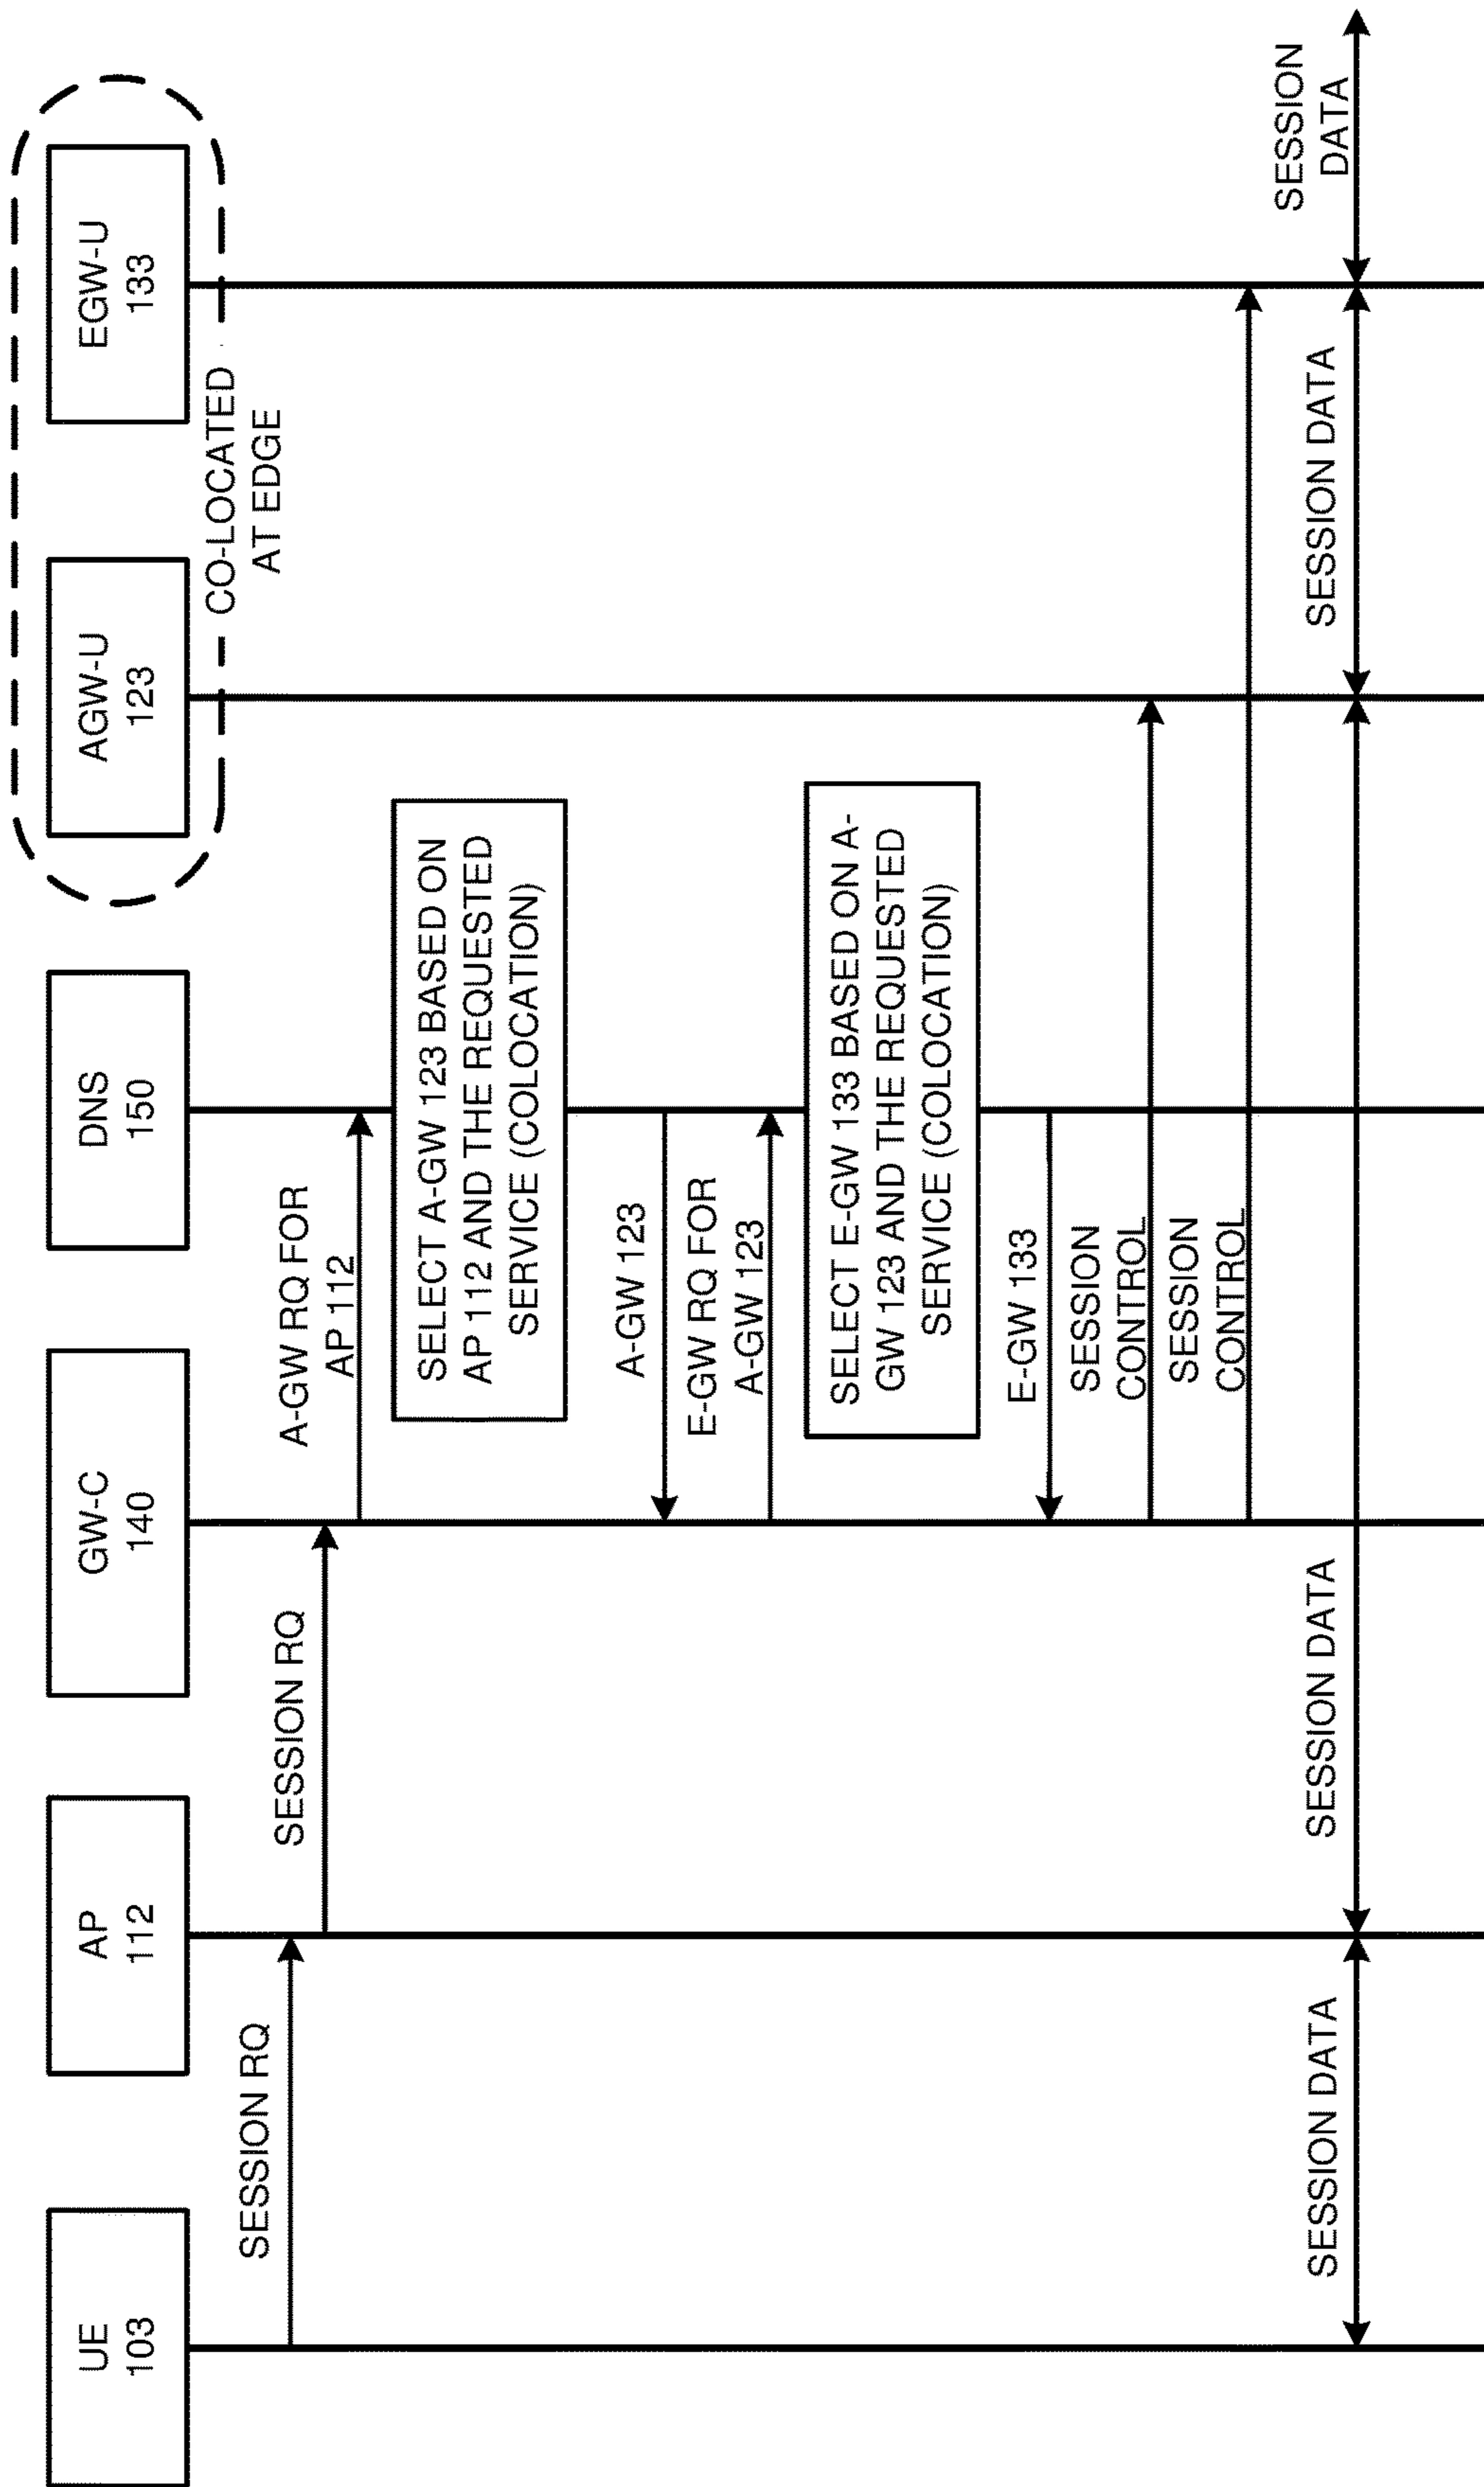 UE
103
AP
112
GW-C
140
DNS
150
AGW-U
123
EGW-U
133
CO-LOCATED
AT EDGE
SESSION RQ
SESSION RQ
A-GW RQ FOR
AP 112
SELECT A-GW 123 BASED ON
AP 112 AND THE REQUESTED
SERVICE (COLOCATION)
A-GW 123
E-GW RQ FOR
A-GW 123
SELECT E-GW 133 BASED ON A-
GW 123 AND THE REQUESTED
SERVICE (COLOCATION)
E-GW 133
SESSION
CONTROL
SESSION
CONTROL
SESSION DATA
SESSION DATA
SESSION DATA
SESSION
DATA